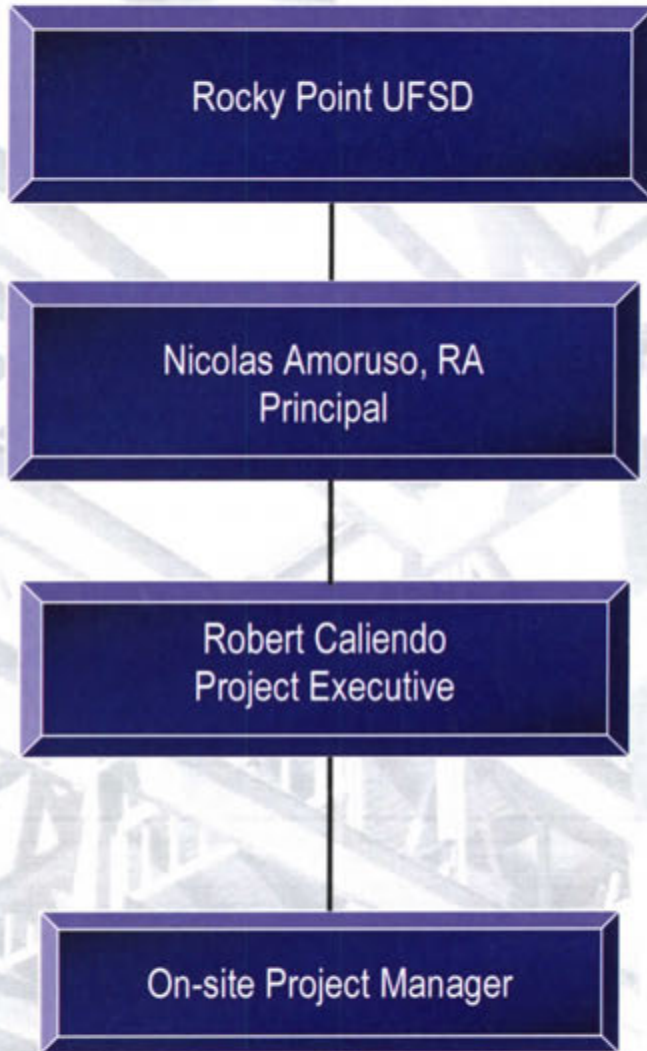 Rocky Point UFSD
Nicolas Amoruso, RA
Principal
Robert Caliendo
Project Executive
On-site Project Manager